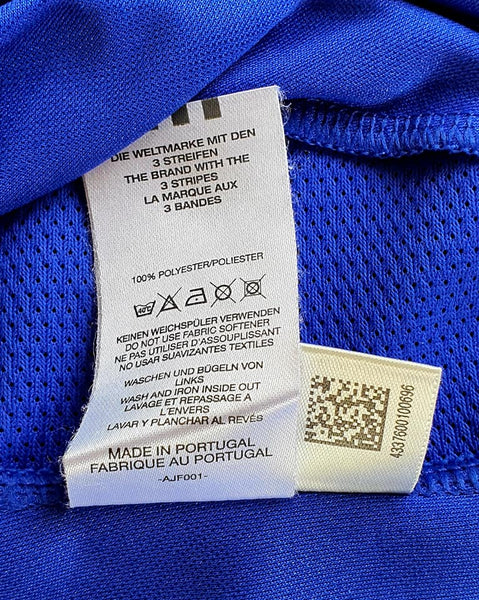 DIE WELTMARKE MIT DEN
3 STREIFEN
THE BRAND WITH THE
3 STRIPES
LA MARQUE AUX
3 BANDES
100% POLYESTER/POLIESTER
40°C
KEINEN WEICHSPÜLER VERWENDEN
DO NOT USE FABRIC SOFTENER
NE PAS UTILISER D'ASSOUPLISSANT
NO USAR SUAVIZANTES TEXTILES
WASCHEN UND BÜGELN VON
LINKS
WASH AND IRON INSIDE OUT
LAVAGE ET REPASSAGE A
L'ENVERS
LAVAR Y PLANCHAR AL REVÉS
MADE IN PORTUGAL
FABRIQUE AU PORTUGAL
-AJF001-
4337600100696